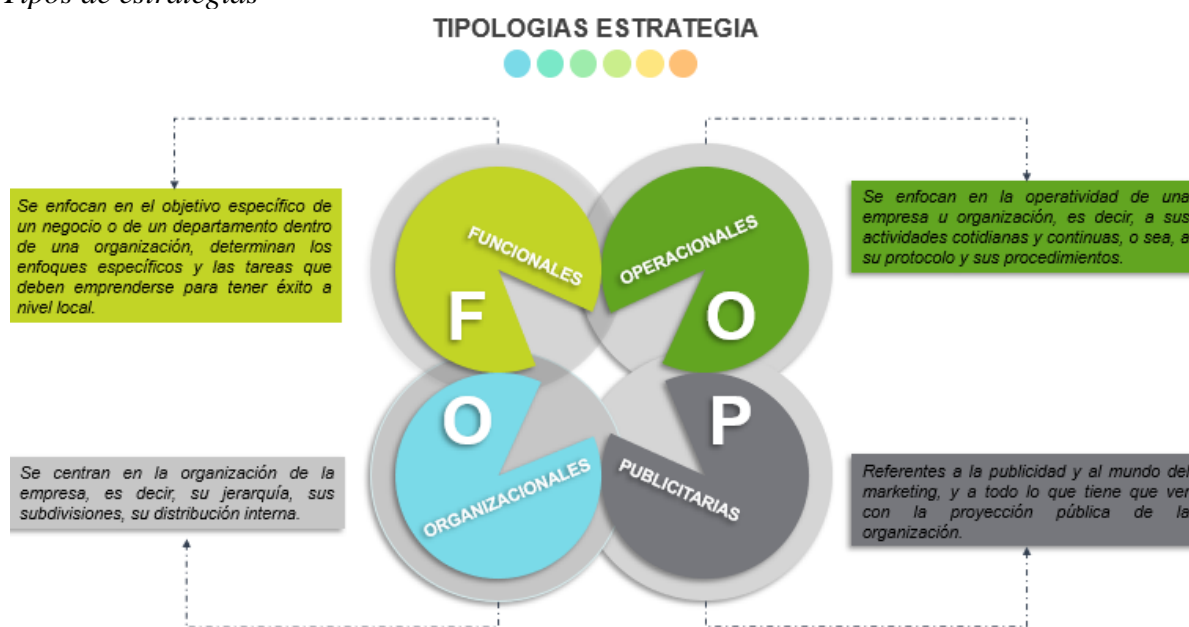 Tipos de estrategias
TIPOLOGIAS ESTRATEGIA
Se enfocan en el objetivo específico de
un negocio o de un departamento dentro
de una organización, determinan los
enfoques específicos y las tareas que
deben emprenderse para tener éxito a
nivel local.
FUNCIONALES
F
OPERACIONALES
O
Se enfocan en la operatividad de una
empresa u organización, es decir, a sus
actividades cotidianas y continuas, o sea, a
su protocolo y sus procedimientos.
Se centran en la organización de la
empresa, es decir, su jerarquía, sus
subdivisiones, su distribución interna.
O
ORGANIZACIONALES
P
PUBLICITARIAS
Referentes a la publicidad y al mundo del
marketing, y a todo lo que tiene que ver
con la proyección pública de la
organización.